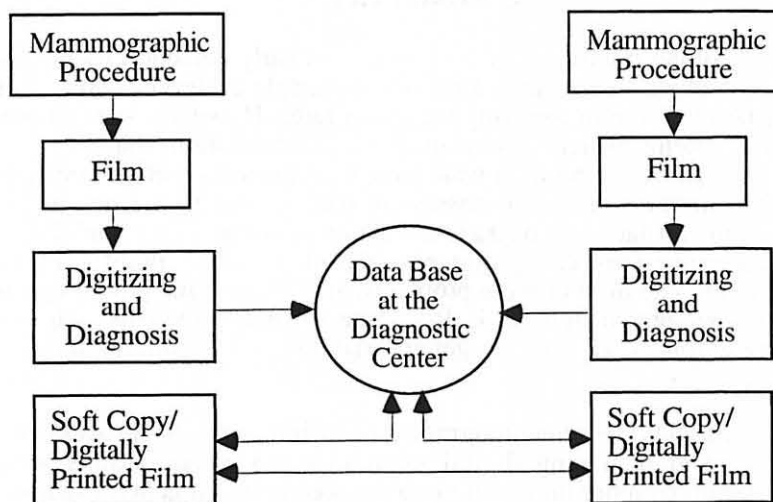 Mammographic
Procedure
Mammographic
Procedure
Film
Film
Digitizing
and
Diagnosis
Data Base
at the
Diagnostic
Center
Digitizing
and
Diagnosis
Soft Copy/
Digitally
Printed Film
Soft Copy/
Digitally
Printed Film